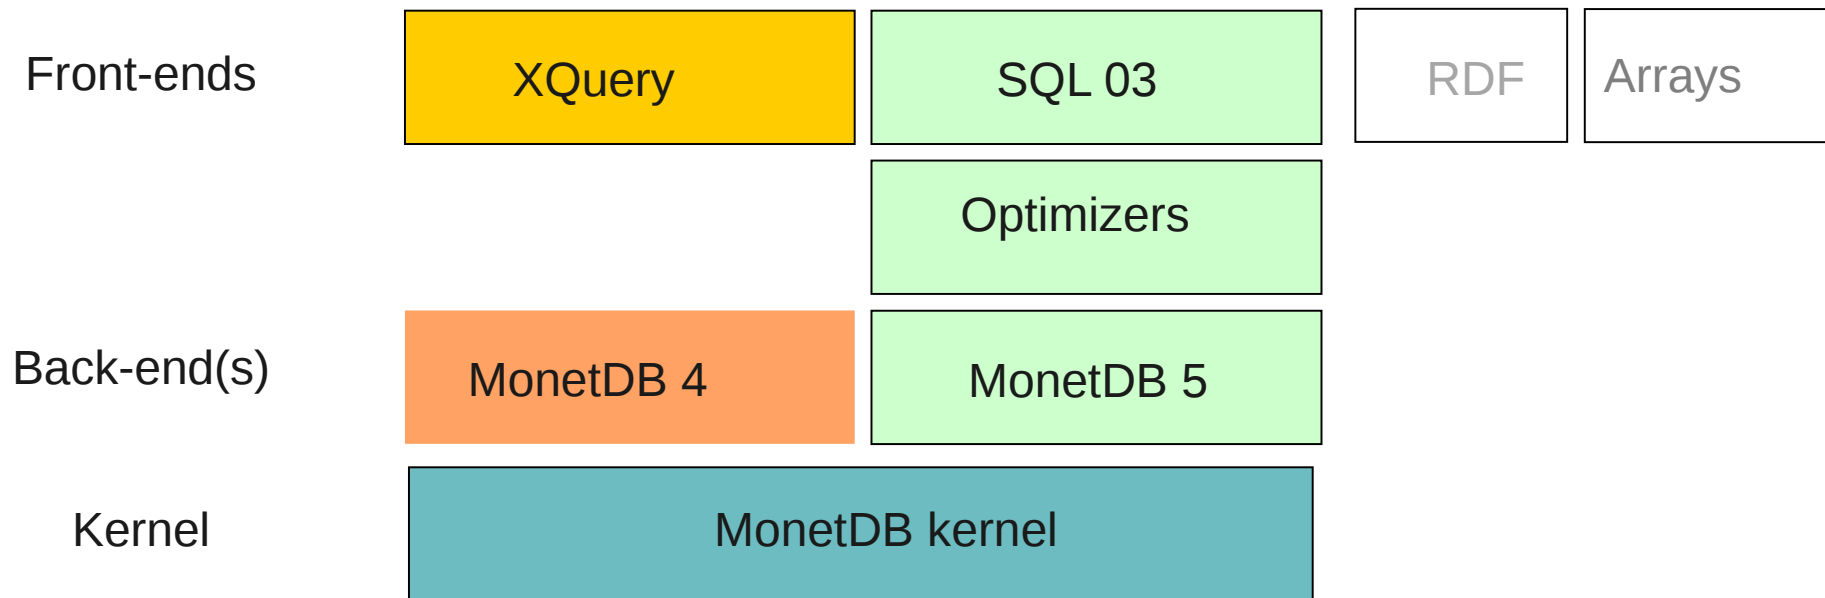 Front-ends
XQuery
SQL 03
RDF
Arrays
Optimizers
Back-end(s)
MonetDB 4
MonetDB 5
Kernel
MonetDB kernel